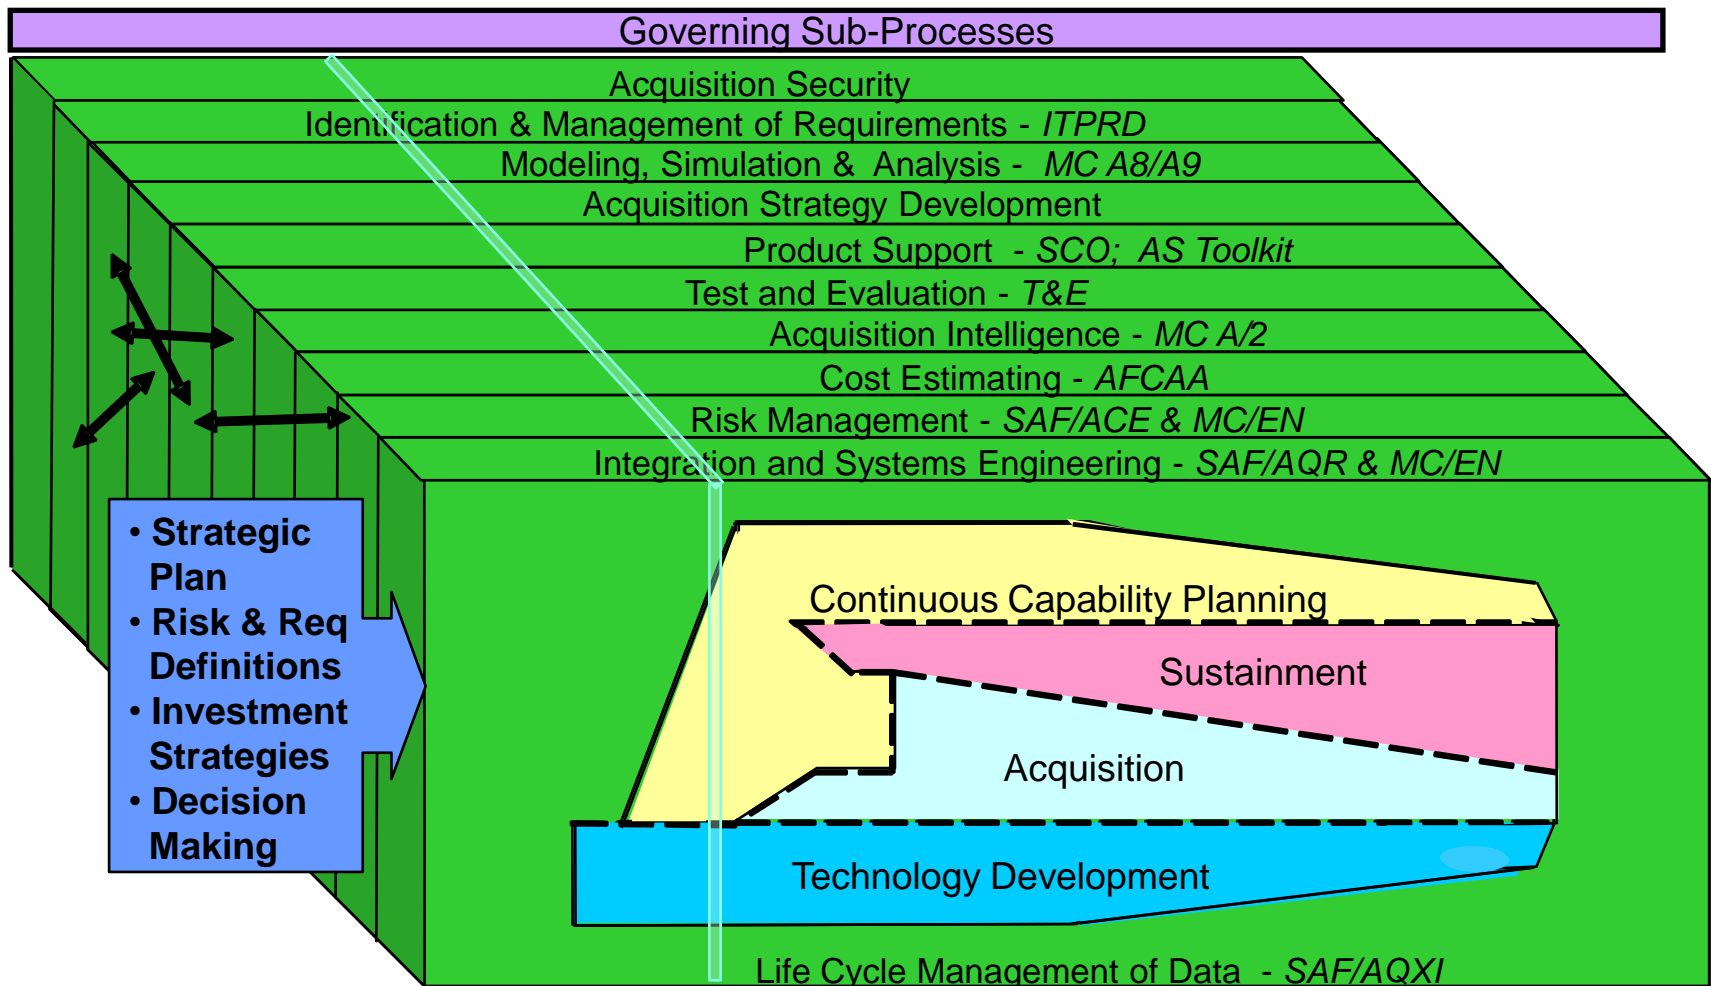 Governing Sub-Processes
Acquisition Security
Identification & Management of Requirements - ITPRD
Modeling, Simulation & Analysis - MC A8/A9
Acquisition Strategy Development
Product Support - SCO; AS Toolkit
Test and Evaluation - T&E
Acquisition Intelligence - MC A/2
Cost Estimating - AFCAA
Risk Management - SAF/ACE & MC/EN
Integration and Systems Engineering - SAF/AQR & MC/EN
• Strategic
Plan
• Risk & Req
Definitions
• Investment
Strategies
• Decision
Making
Continuous Capability Planning
Sustainment
Acquisition
Technology Development
Life Cycle Management of Data - SAF/AQXI